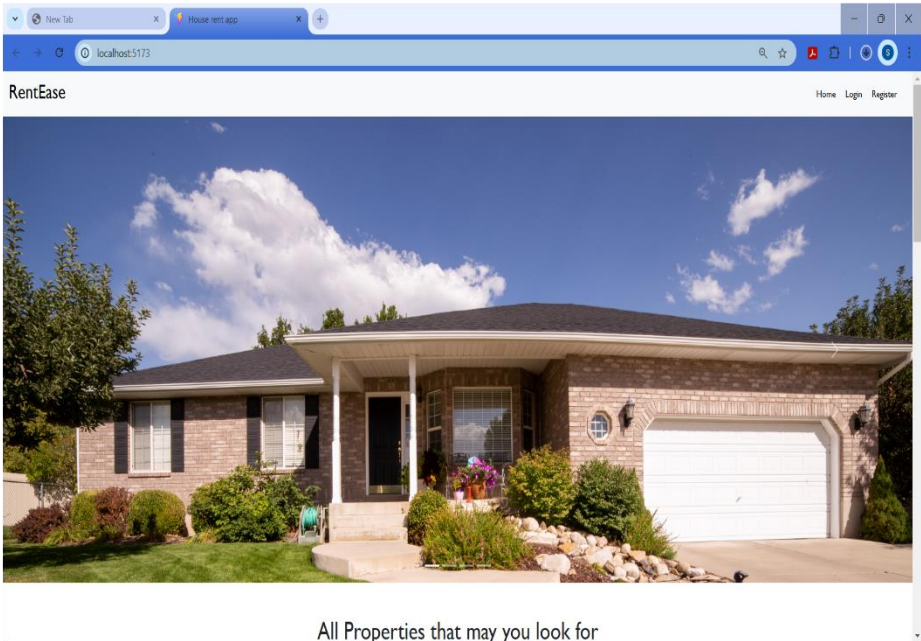 New Tab
House rent app
localhost:5173
S
RentEase
Home Login Register
All Properties that may you look for